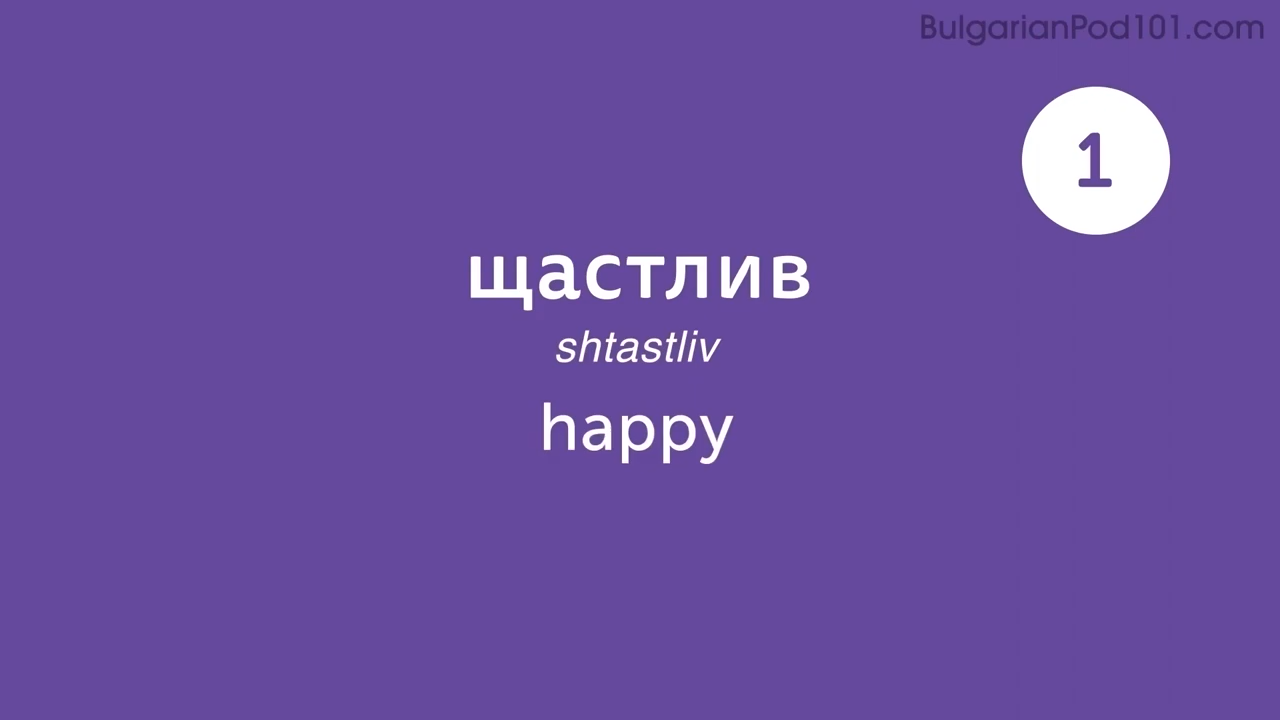 BulgarianPod101.com
1
щастлив
shtastliv
happy